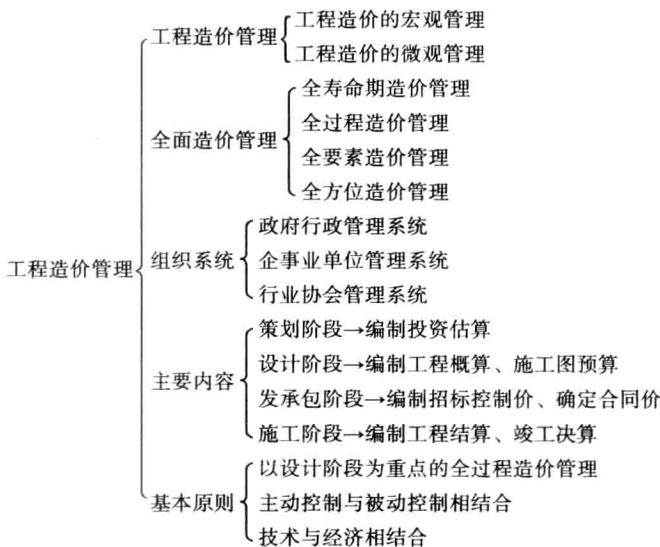 工程造价管理
工程造价管理
工程造价的宏观管理
工程造价的微观管理
全面造价管理
全寿命期造价管理
全过程造价管理
全要素造价管理
全方位造价管理
组织系统
政府行政管理系统
企事业单位管理系统
行业协会管理系统
主要内容
策划阶段→编制投资估算
设计阶段→编制工程概算、施工图预算
发承包阶段→编制招标控制价、确定合同价
施工阶段→编制工程结算、竣工决算
基本原则
以设计阶段为重点的全过程造价管理
主动控制与被动控制相结合
技术与经济相结合